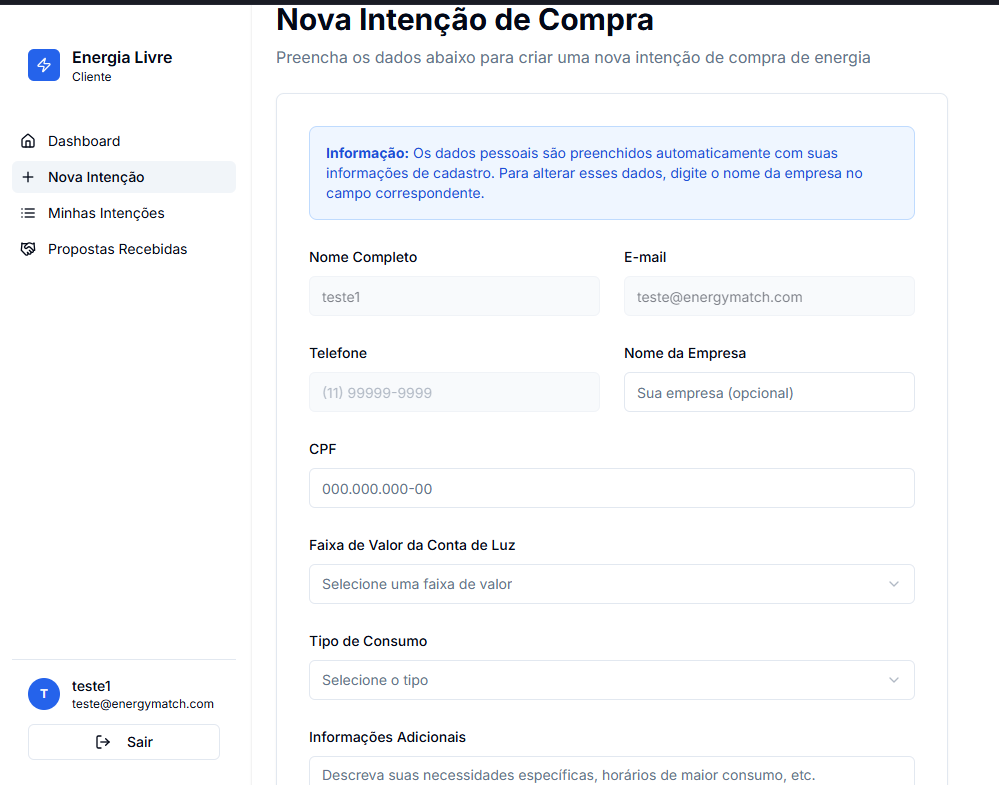 Energia Livre
Cliente
Dashboard
Nova Intenção
Minhas Intenções
Propostas Recebidas
T
teste1
teste@energymatch.com
Sair
Nova Intenção de Compra
Preencha os dados abaixo para criar uma nova intenção de compra de energia
Informação: Os dados pessoais são preenchidos automaticamente com suas
informações de cadastro. Para alterar esses dados, digite o nome da empresa no
campo correspondente.
Nome Completo
teste1
E-mail
teste@energymatch.com
Telefone
(11) 99999-9999
Nome da Empresa
Sua empresa (opcional)
CPF
000.000.000-00
Faixa de Valor da Conta de Luz
Selecione uma faixa de valor
Tipo de Consumo
Selecione o tipo
Informações Adicionais
Descreva suas necessidades específicas, horários de maior consumo, etc.